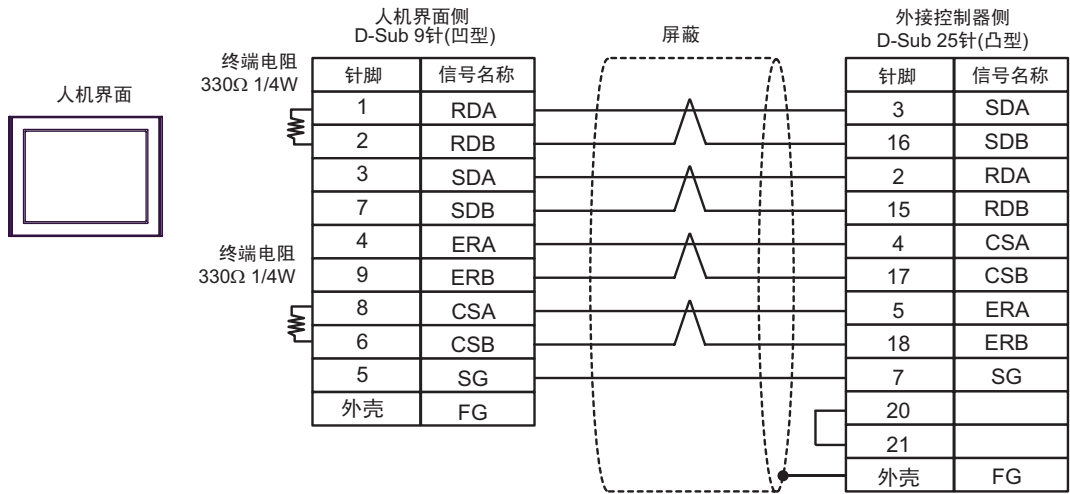 人机界面侧
D-Sub 9针(凹型)
屏蔽
外接控制器侧
D-Sub 25针(凸型)
人机界面
终端电阻
330Ω 1/4W
终端电阻
330Ω 1/4W
针脚 信号名称
1 RDA
2 RDB
3 SDA
7 SDB
4 ERA
9 ERB
8 CSA
6 CSB
5 SG
外壳 FG
针脚 信号名称
3 SDA
16 SDB
2 RDA
15 RDB
4 CSA
17 CSB
5 ERA
18 ERB
7 SG
20
21
外壳 FG